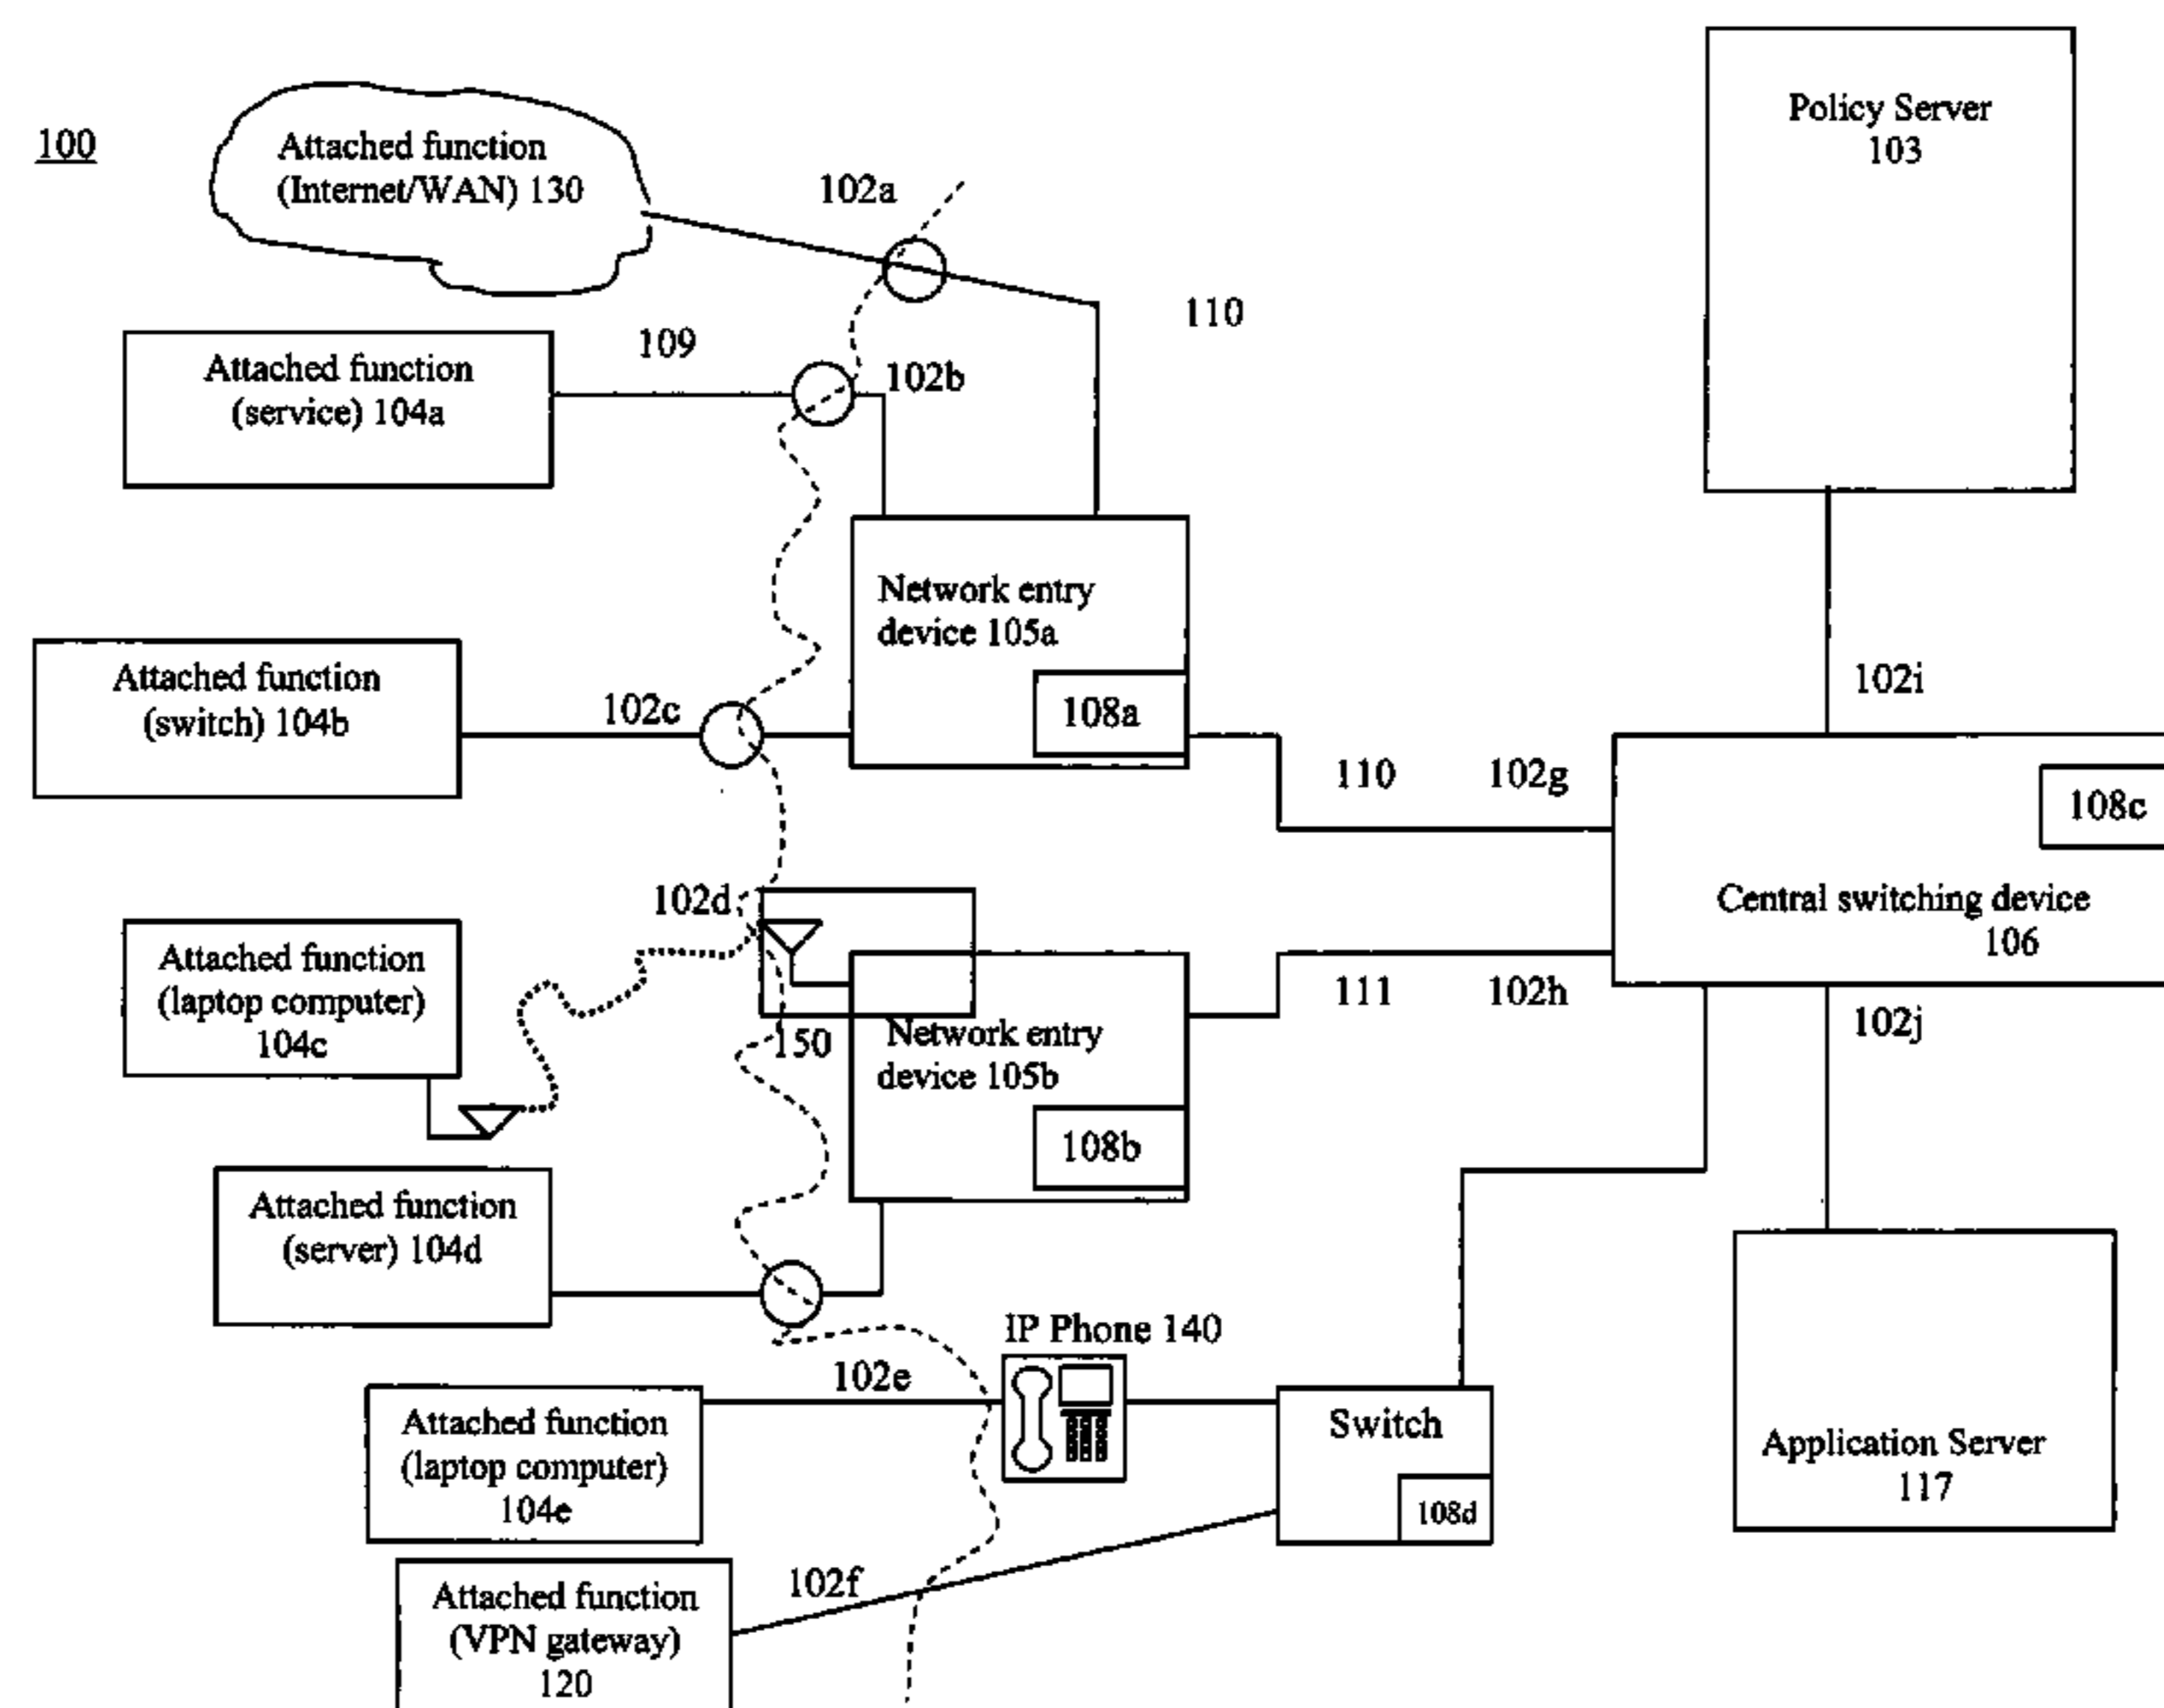 100
Attached function
(Internet/WAN) 130
102a
110
Policy Server
103
109
Attached function
(service) 104a
102b
Network entry
device 105a
108a
Attached function
(switch) 104b
102c
102i
110
102g
108c
Central switching device
106
102d
Attached function
(laptop computer)
104c
150
Network entry
device 105b
108b
111
102h
102j
Attached function
(server) 104d
IP Phone 140
102e
Attached function
(laptop computer)
104e
Switch
108d
Application Server
117
102f
Attached function
(VPN gateway)
120